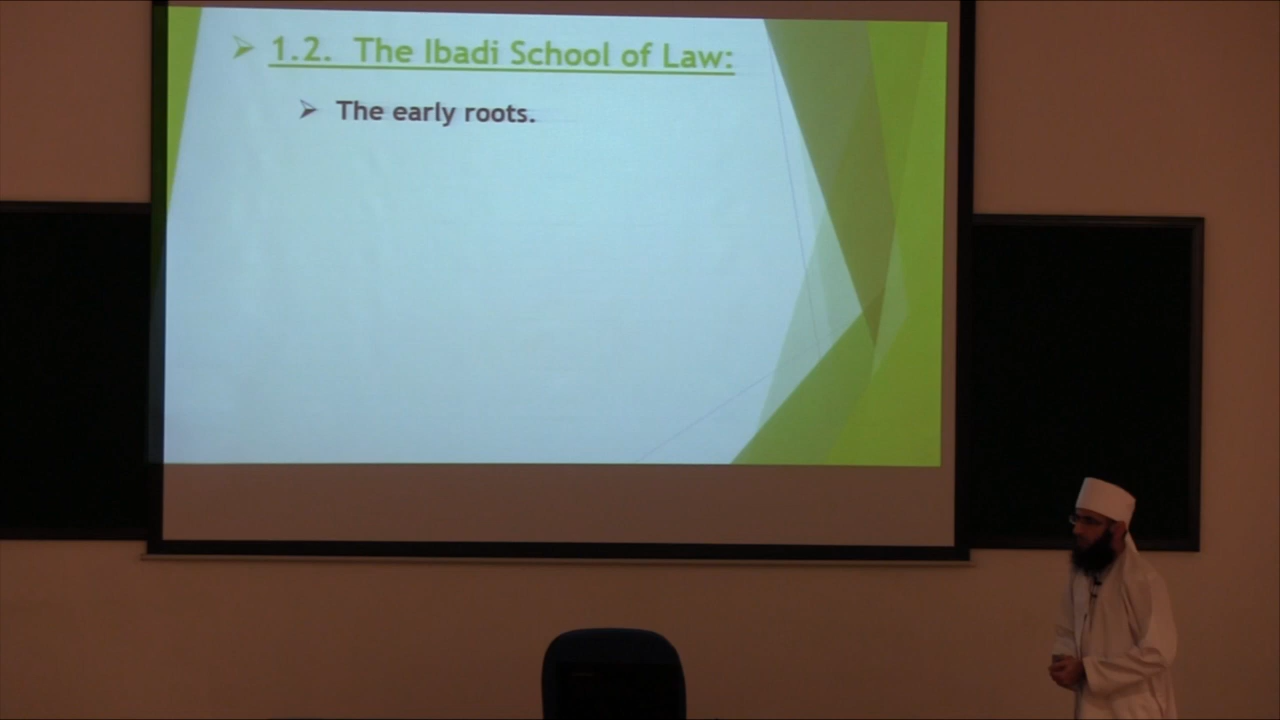 ➢ 1.2. The Ibadi School of Law:
➢ The early roots.